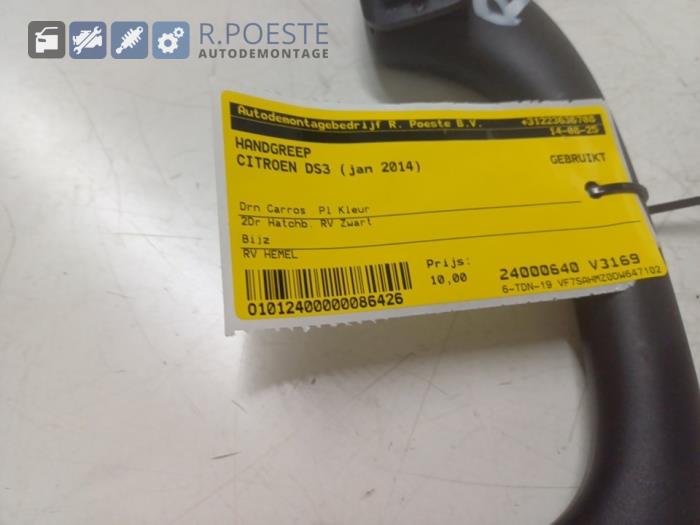 R.POESTE
AUTODEMONTAGE
Autodemontagebedrijf R. Poeste B.V. +31223636708
14-08-25
HANDGREEP
CITROEN DS3 (jan 2014) GEBRUIKT
Drn Carros Pl Kleur
2Dr Hatchb. RV Zwart
Bijz
RV HEMEL
Prijs:
10,00
24000640 V3169
6-TDN-19 VF7SAHMZ0DW647102
01012400000086426